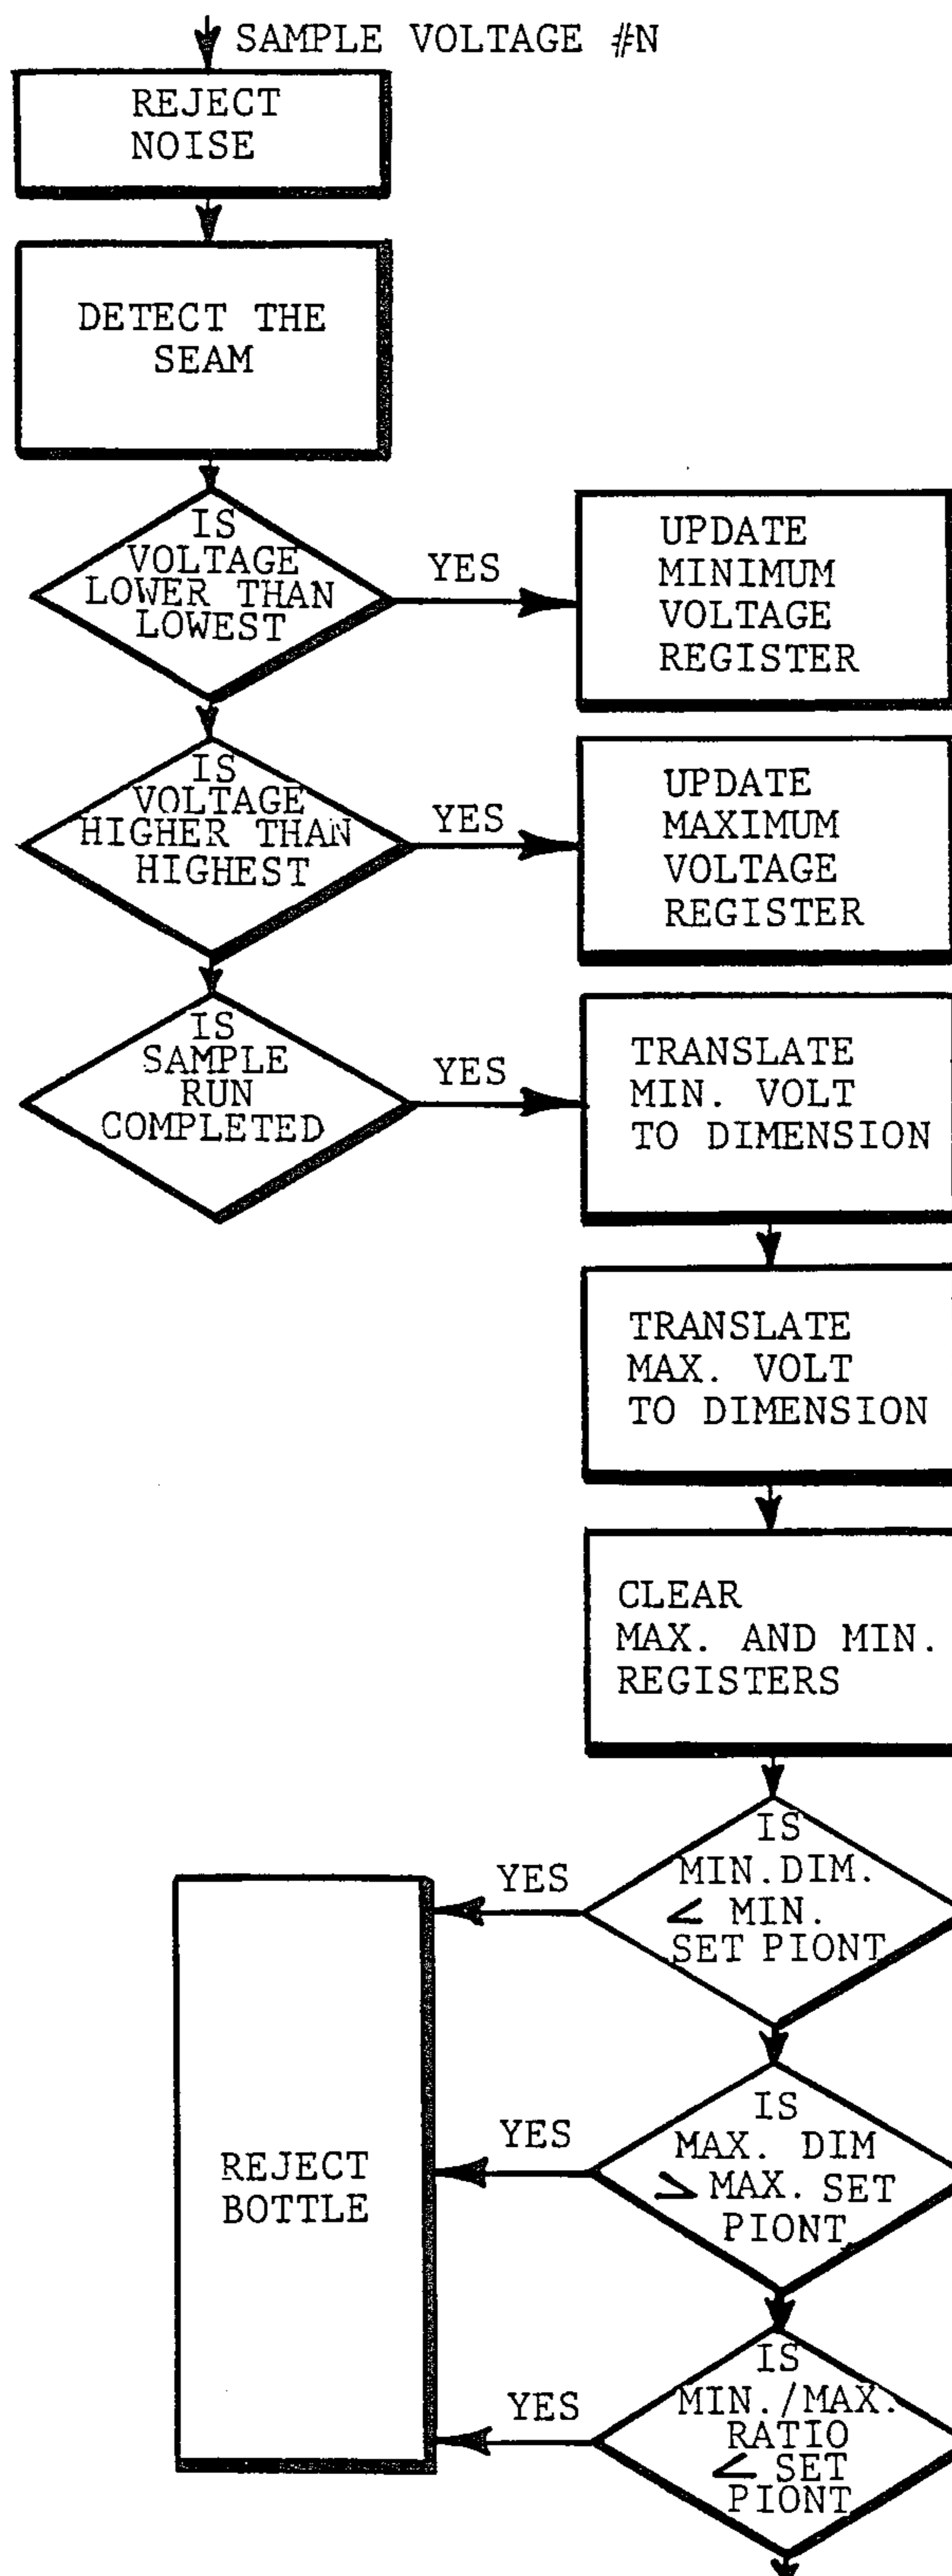 SAMPLE VOLTAGE #N
REJECT
NOISE
DETECT THE
SEAM
IS
VOLTAGE
LOWER THAN
LOWEST
YES
UPDATE
MINIMUM
VOLTAGE
REGISTER
IS
VOLTAGE
HIGHER THAN
HIGHEST
YES
UPDATE
MAXIMUM
VOLTAGE
REGISTER
IS
SAMPLE
RUN
COMPLETED
YES
TRANSLATE
MIN. VOLT
TO DIMENSION
TRANSLATE
MAX. VOLT
TO DIMENSION
CLEAR
MAX. AND MIN.
REGISTERS
IS
MIN.DIM.
< MIN.
SET PIONT
YES
IS
MAX. DIM
> MAX. SET
PIONT
YES
REJECT
BOTTLE
IS
MIN./MAX.
RATIO
< SET
PIONT
YES